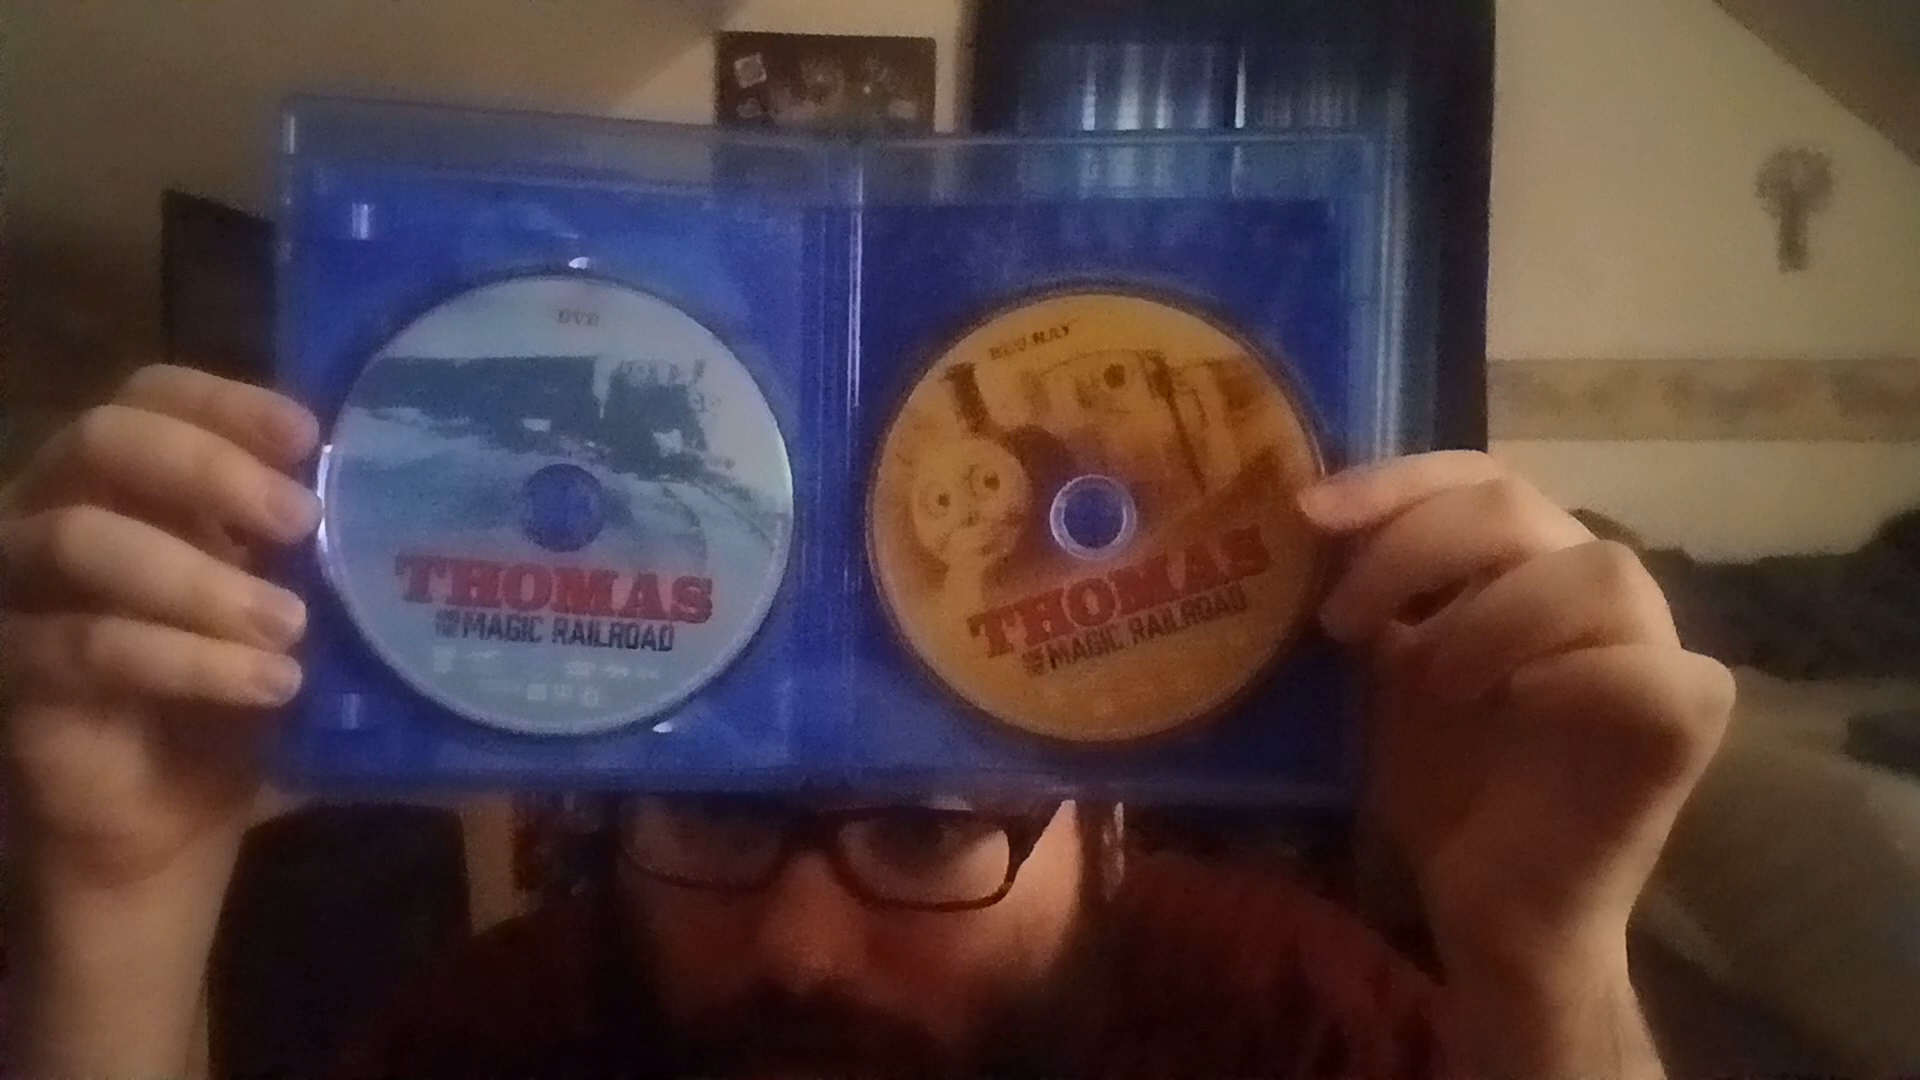 DVD
THOMAS
AND THE MAGIC RAILROAD
BLU-RAY
THOMAS
AND THE MAGIC RAILROAD